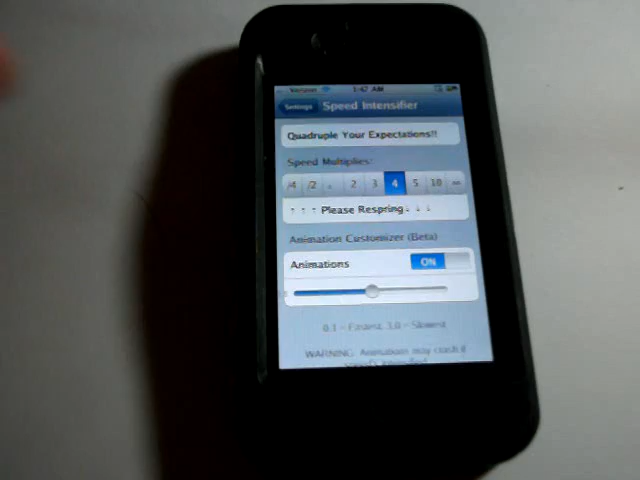 Verizon 5:47 AM
Settings Speed Intensifier
Quadruple Your Expectations!!
Speed Multiplies:
/4 /2 2 3 4 5 10 ∞
Please Respring
Animation Customizer (Beta)
Animations ON
0.1 - Fastest 3.0 - Slowest
WARNING: Animations may crash if